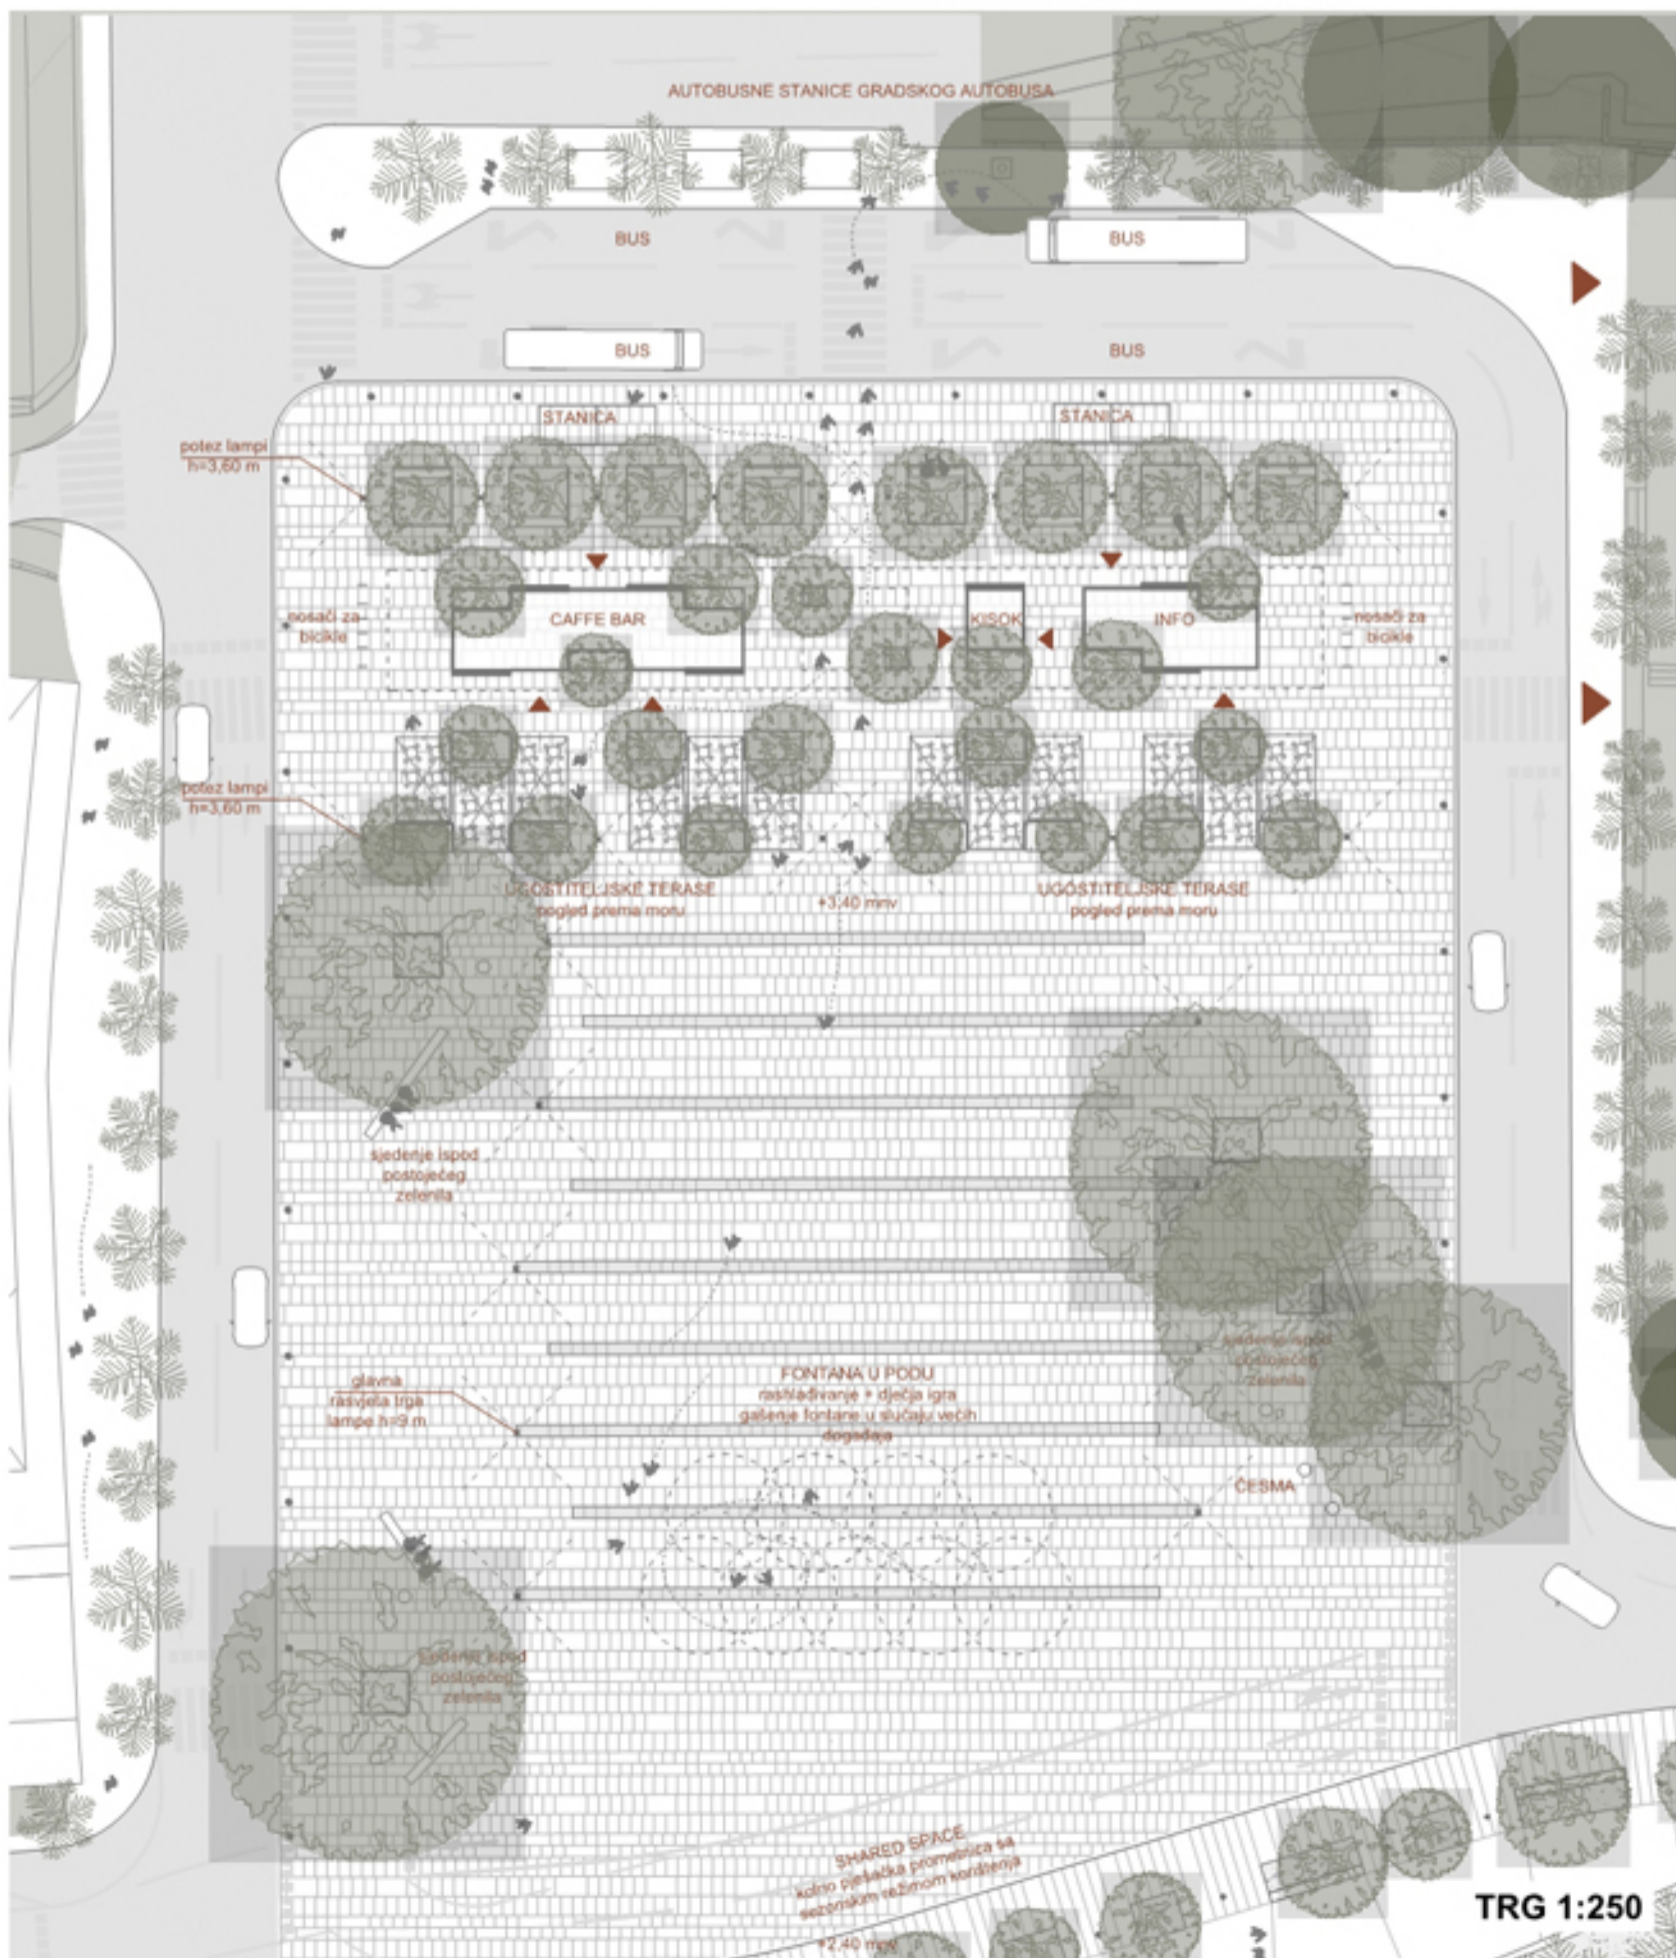 AUTOBUSNE STANICE GRADSKOG AUTOBUSA
BUS
BUS
BUS
BUS
STANICA
STANICA
potez lampi
h=3,60 m
nosači za
bicikle
CAFFE BAR
KISOK
INFO
nosači za
bicikle
potez lampi
h=3,60 m
UGOSTITELJSKE TERASE
pogled prema moru
+3,40 mnv
UGOSTITELJSKE TERASE
pogled prema moru
sjedenje ispod
postojećeg
zelenila
sjedenje ispod
postojećeg
zelenila
glavna
rasvjeta trga
lampe h=9 m
FONTANA U PODU
rashlađivanje + dječja igra
gašenje fontane u slučaju većih
događaja
ČESMA
sjedenje ispod
postojećeg
zelenila
SHARED SPACE
kolno pješačka prometnica sa
sezonskim režimom korištenja
+2,40 mnv
TRG 1:250